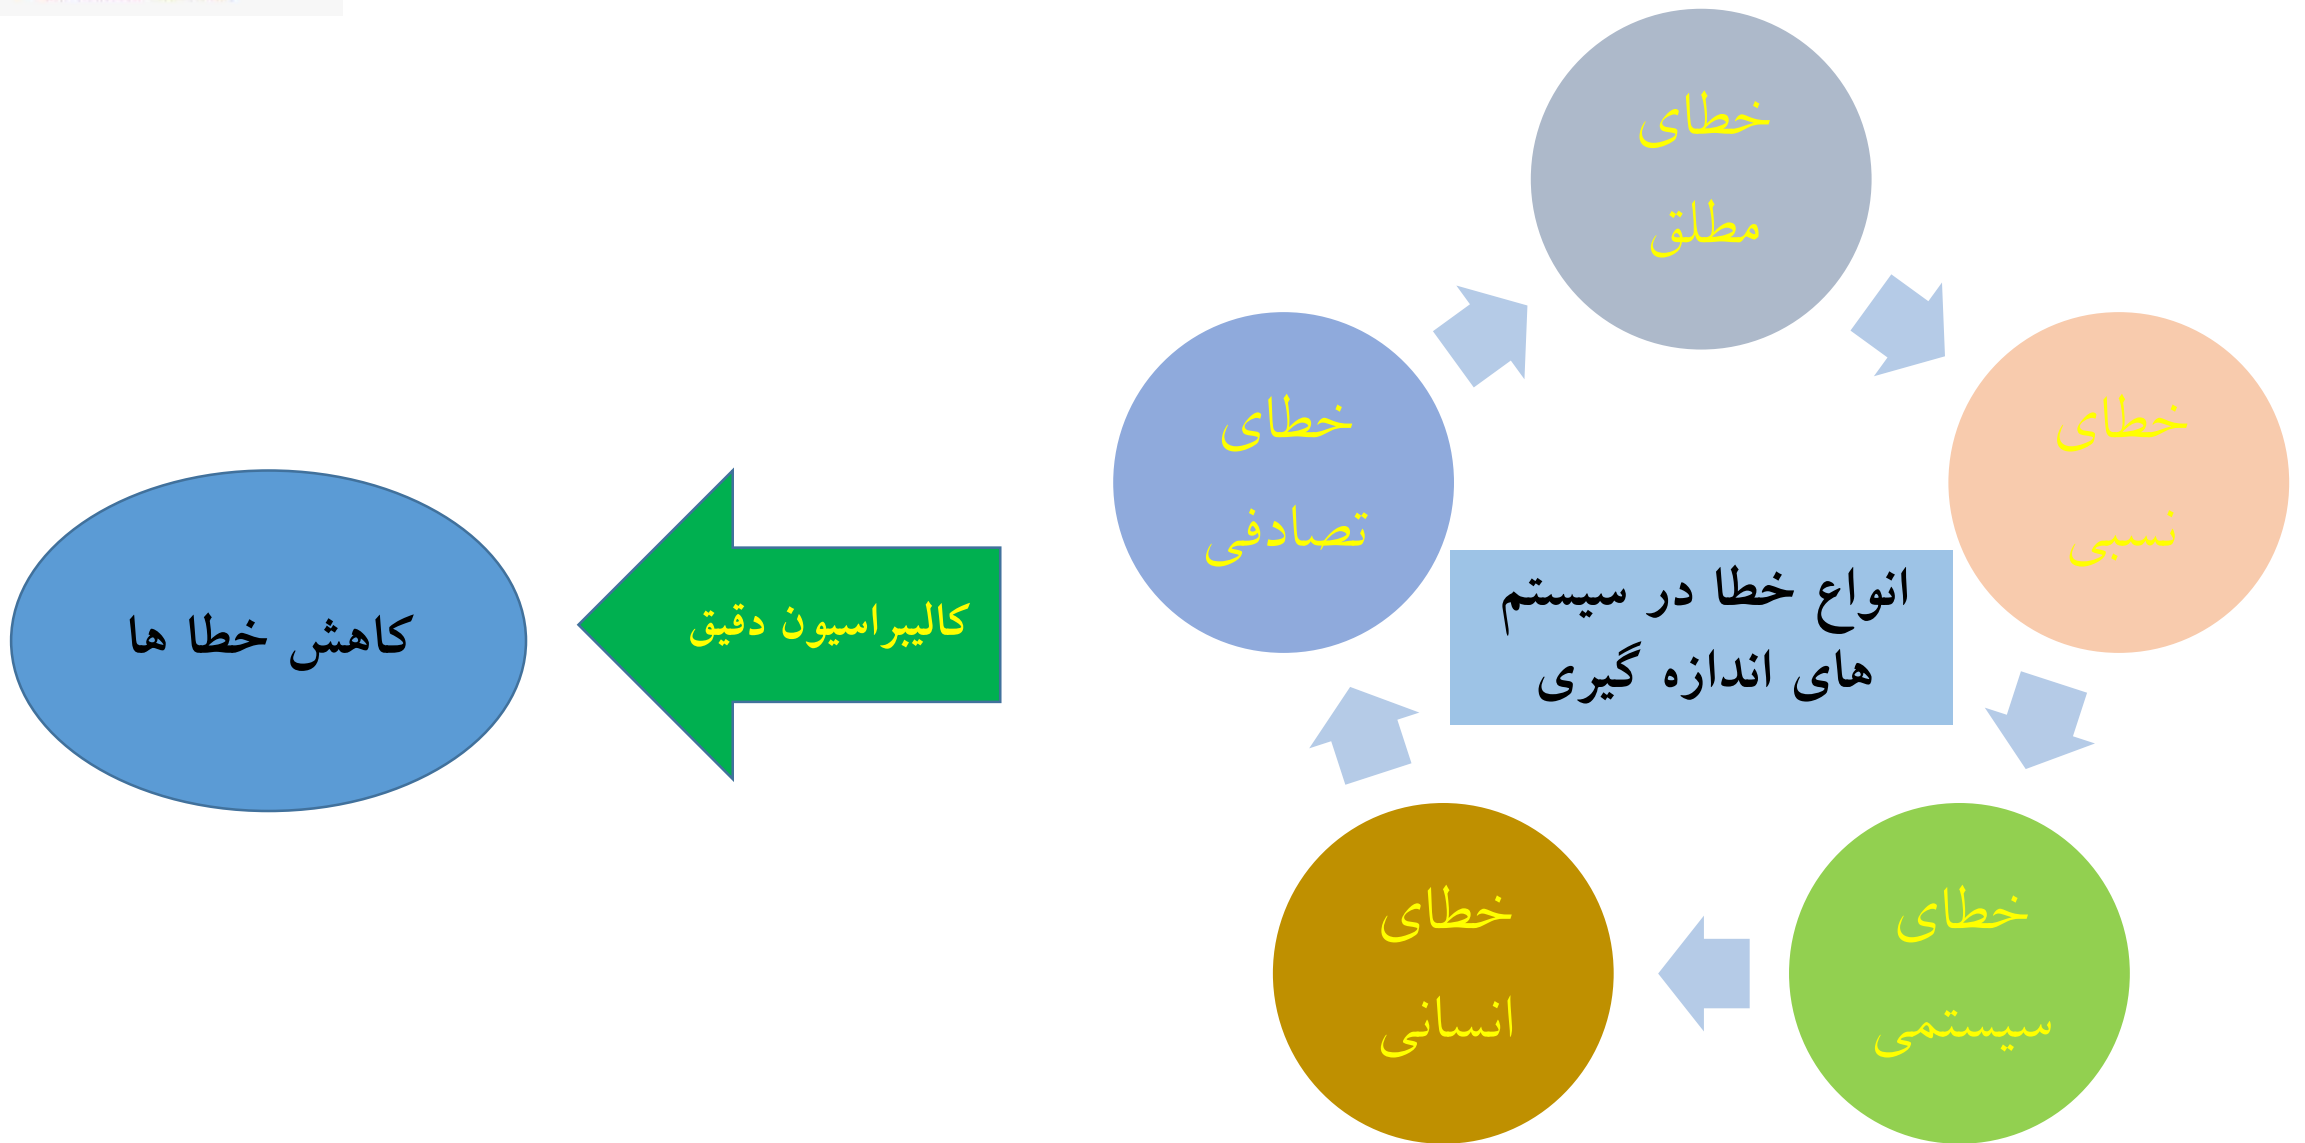 خطای
مطلق
خطای
نسبی
خطای
سیستمی
خطای
انسانی
خطای
تصادفی
انواع خطا در سیستم
های اندازه گیری
کالیبراسیون دقیق
کاهش خطا ها